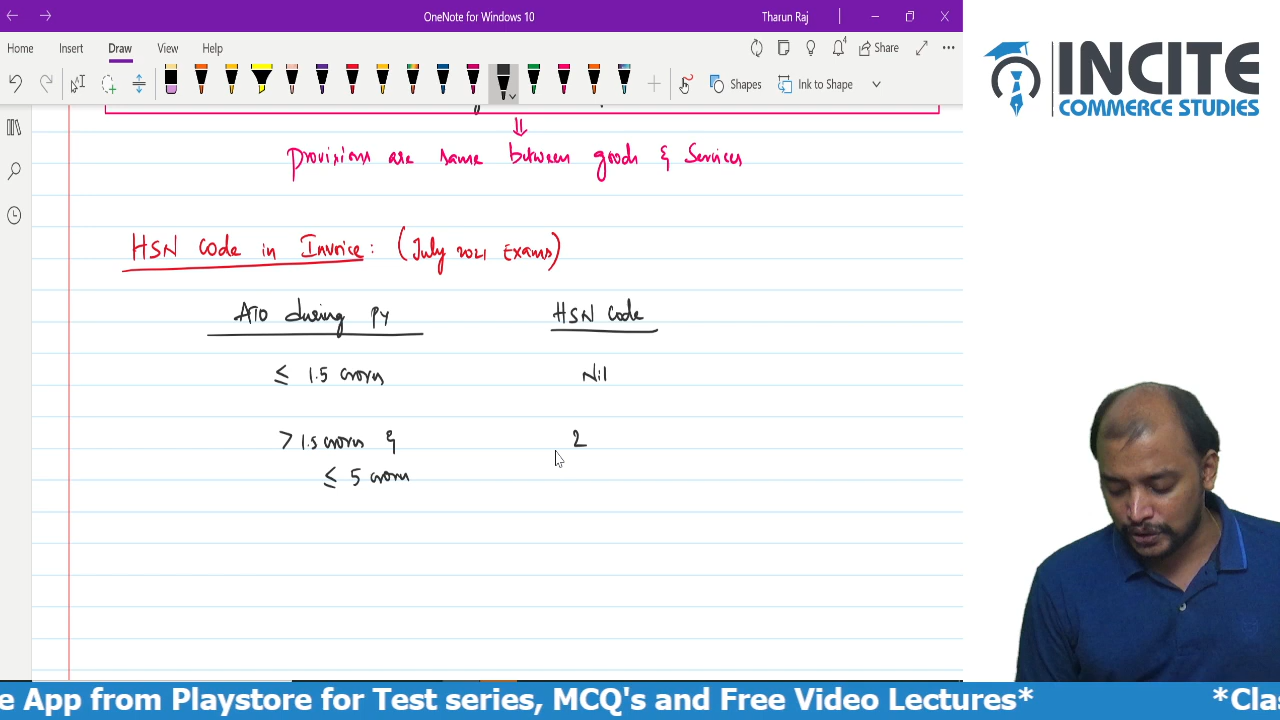 OneNote for Windows 10
Tharun Raj
Home Insert Draw View Help
4
Share
Shapes
Ink to Shape
INCITE
COMMERCE STUDIES
provisions are same between goods & Services
HSN Code in Invoice: (July 2021 Exams)
ATO during PY HSN Code
≤ 1.5 crores Nil
> 1.5 crores & 2
≤ 5 crores
e App from Playstore for Test series, MCQ's and Free Video Lectures* *Clas